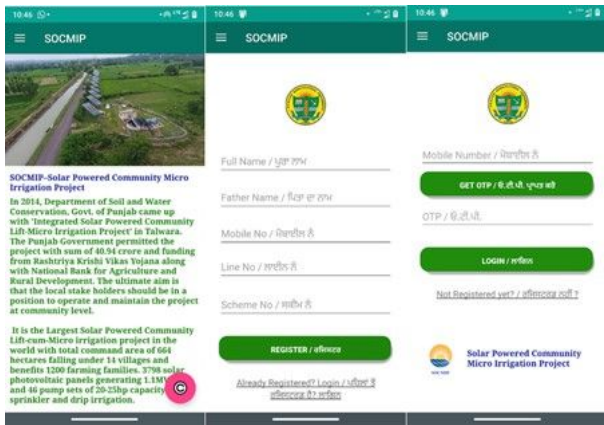 10:46
SOCMIP
SOCMIP–Solar Powered Community Micro
Irrigation Project
In 2014, Department of Soil and Water
Conservation, Govt. of Punjab came up
with 'Integrated Solar Powered Community
Lift-Micro Irrigation Project' in Talwara.
The Punjab Government permitted the
project with sum of 40.94 crore and funding
from Rashtriya Krishi Vikas Yojana along
with National Bank for Agriculture and
Rural Development. The ultimate aim is
that the local stake holders should be in a
position to operate and maintain the project
at community level.
It is the Largest Solar Powered Community
Lift-cum-Micro irrigation project in the
world with total command area of 664
hectares falling under 14 villages and
benefits 1200 farming families. 3798 solar
photovoltaic panels generating 1.1M
and 46 pump sets of 20-25hp capacity
sprinkler and drip irrigation.
10:46
SOCMIP
Full Name / ਪੂਰਾ ਨਾਮ
Father Name / ਪਿਤਾ ਦਾ ਨਾਮ
Mobile No / ਮੋਬਾਈਲ ਨੰ
Line No / ਲਾਈਨ ਨੰ
Scheme No / ਸਕੀਮ ਨੰ
REGISTER / ਰਜਿਸਟਰ
Already Registered? Login / ਪਹਿਲਾਂ ਤੋਂ
ਰਜਿਸਟਰਡ ਹੈ? ਲਾਗਿਨ
10:46
SOCMIP
Mobile Number / ਮੋਬਾਈਲ ਨੰ
GET OTP / ਓ.ਟੀ.ਪੀ. ਪ੍ਰਾਪਤ ਕਰੋ
OTP / ਓ.ਟੀ.ਪੀ.
LOGIN / ਲਾਗਿਨ
Not Registered yet? / ਰਜਿਸਟਰਡ ਨਹੀਂ ?
Solar Powered Community
Micro Irrigation Project